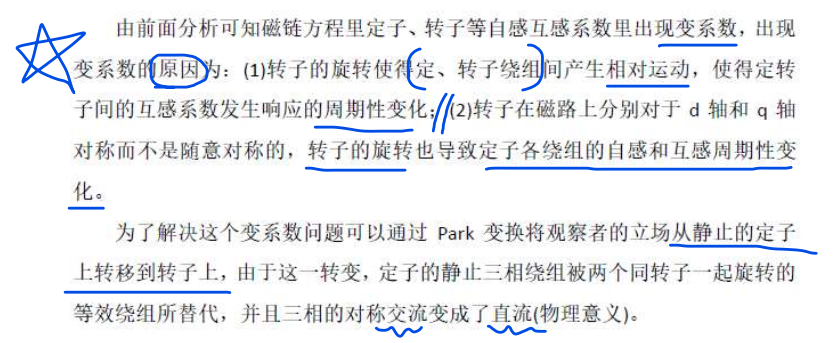 由前面分析可知磁链方程里定子、转子等自感互感系数里出现变系数，出现
变系数的原因为：(1)转子的旋转使得定、转子绕组间产生相对运动，使得定转
子间的互感系数发生响应的周期性变化；(2)转子在磁路上分别对于 d 轴和 q 轴
对称而不是随意对称的，转子的旋转也导致定子各绕组的自感和互感周期性变
化。
为了解决这个变系数问题可以通过 Park 变换将观察者的立场从静止的定子
上转移到转子上，由于这一转变，定子的静止三相绕组被两个同转子一起旋转的
等效绕组所替代，并且三相的对称交流变成了直流(物理意义)。